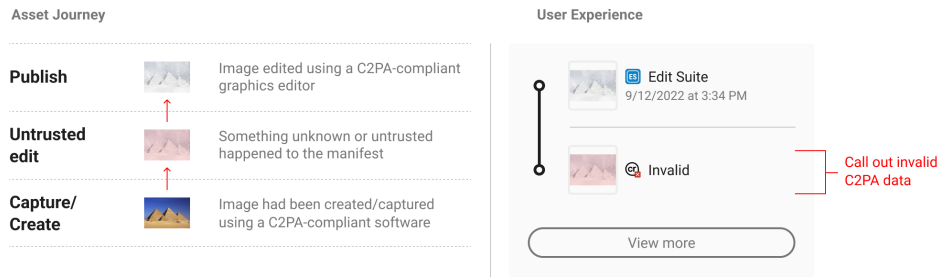 Asset Journey
Publish
Image edited using a C2PA-compliant
graphics editor
Untrusted
edit
Something unknown or untrusted
happened to the manifest
Capture/
Create
Image had been created/captured
using a C2PA-compliant software
User Experience
ES Edit Suite
9/12/2022 at 3:34 PM
cr Invalid
Call out invalid
C2PA data
View more